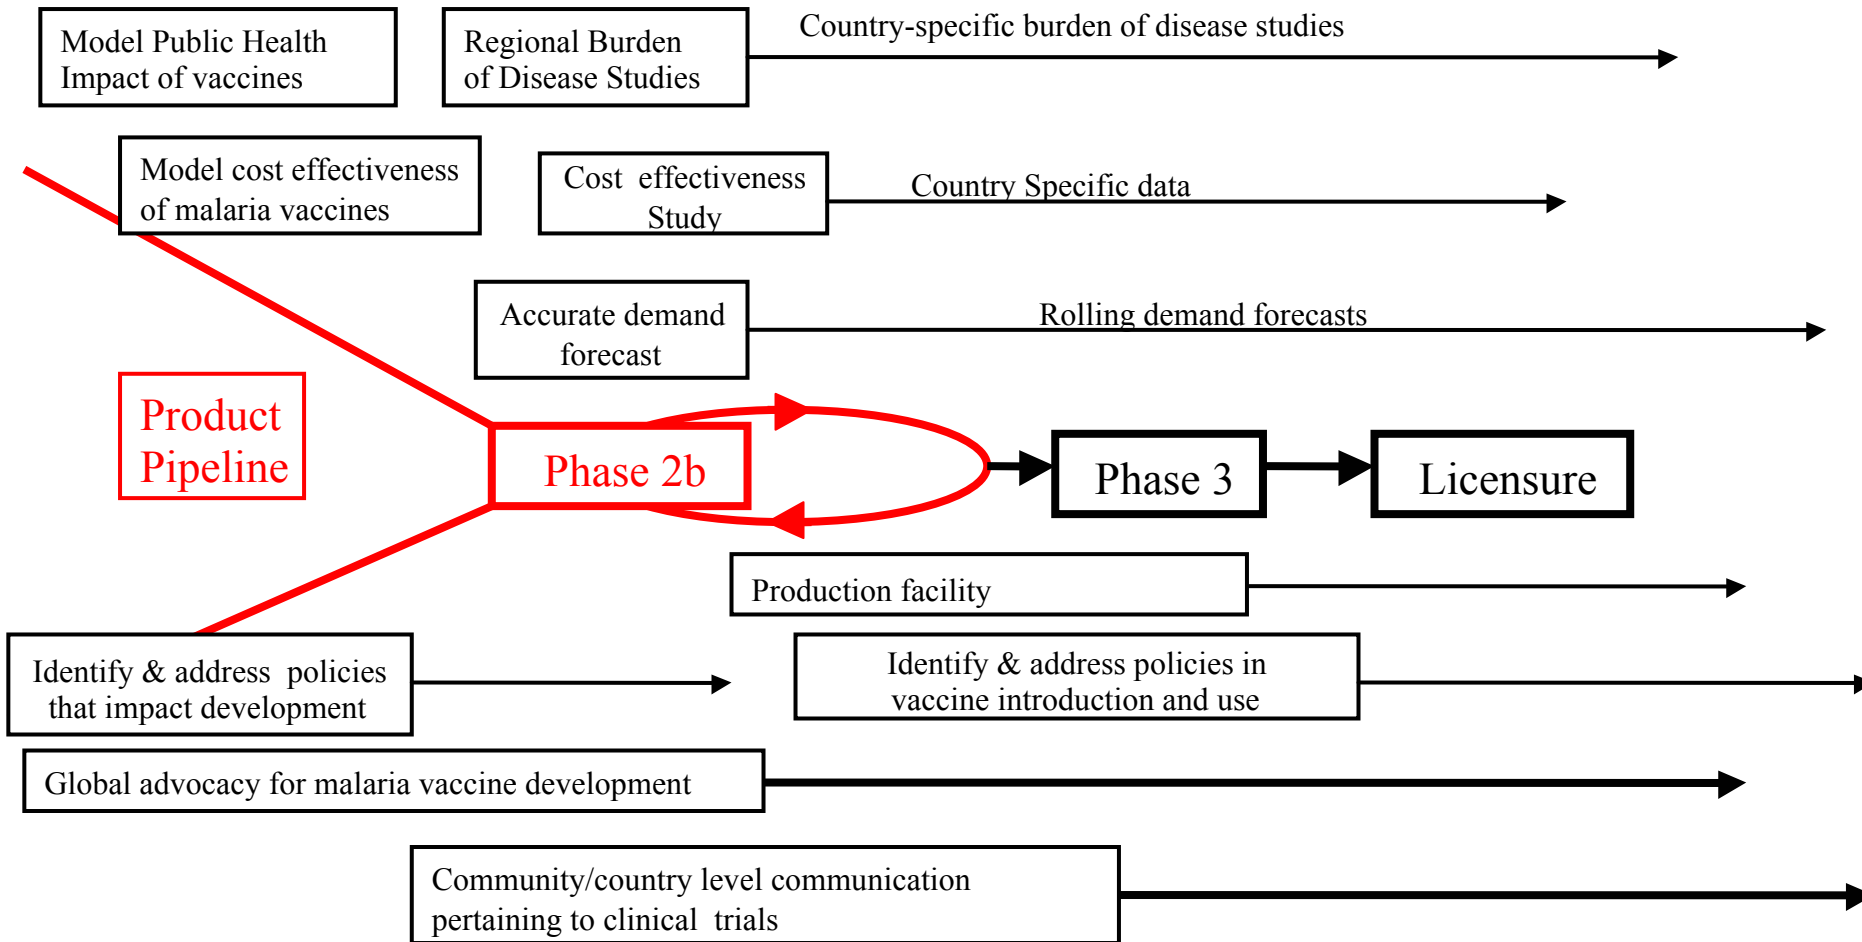 Model Public Health
Impact of vaccines
Regional Burden
of Disease Studies
Country-specific burden of disease studies
Model cost effectiveness
of malaria vaccines
Cost effectiveness
Study
Country Specific data
Accurate demand
forecast
Rolling demand forecasts
Product
Pipeline
Phase 2b
Phase 3
Licensure
Production facility
Identify & address policies
that impact development
Identify & address policies in
vaccine introduction and use
Global advocacy for malaria vaccine development
Community/country level communication
pertaining to clinical trials